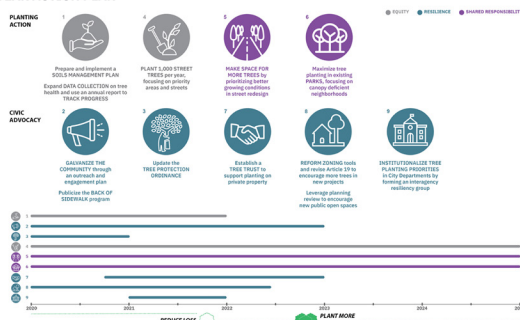 EQUITY RESILIENCE SHARED RESPONSIBILIT
PLANTING
ACTION
1
Prepare and implement a
SOILS MANAGEMENT PLAN
Expand DATA COLLECTION on tree
health and use an annual report to
TRACK PROGRESS
4
PLANT 1,000 STREET
TREES per year,
focusing on priority
areas and streets
5
MAKE SPACE FOR
MORE TREES by
prioritizing better
growing conditions
in street redesign
6
Maximize tree
planting in existing
PARKS, focusing on
canopy deficient
neighborhoods
CIVIC
ADVOCACY
2
GALVANIZE THE
COMMUNITY through
an outreach and
engagement plan
Publicize the BACK OF
SIDEWALK program
3
Update the
TREE PROTECTION
ORDINANCE
7
Establish a
TREE TRUST to
support planting on
private property
8
REFORM ZONING tools
and revise Article 19 to
encourage more trees in
new projects
Leverage planning
review to encourage
new public open spaces
9
INSTITUTIONALIZE TREE
PLANTING PRIORITIES
in City Departments by
forming an interagency
resiliency group
1
2
3
4
5
6
7
8
9
2020 2021 2022 2023 2024
REDUCE LOSS PLANT MORE